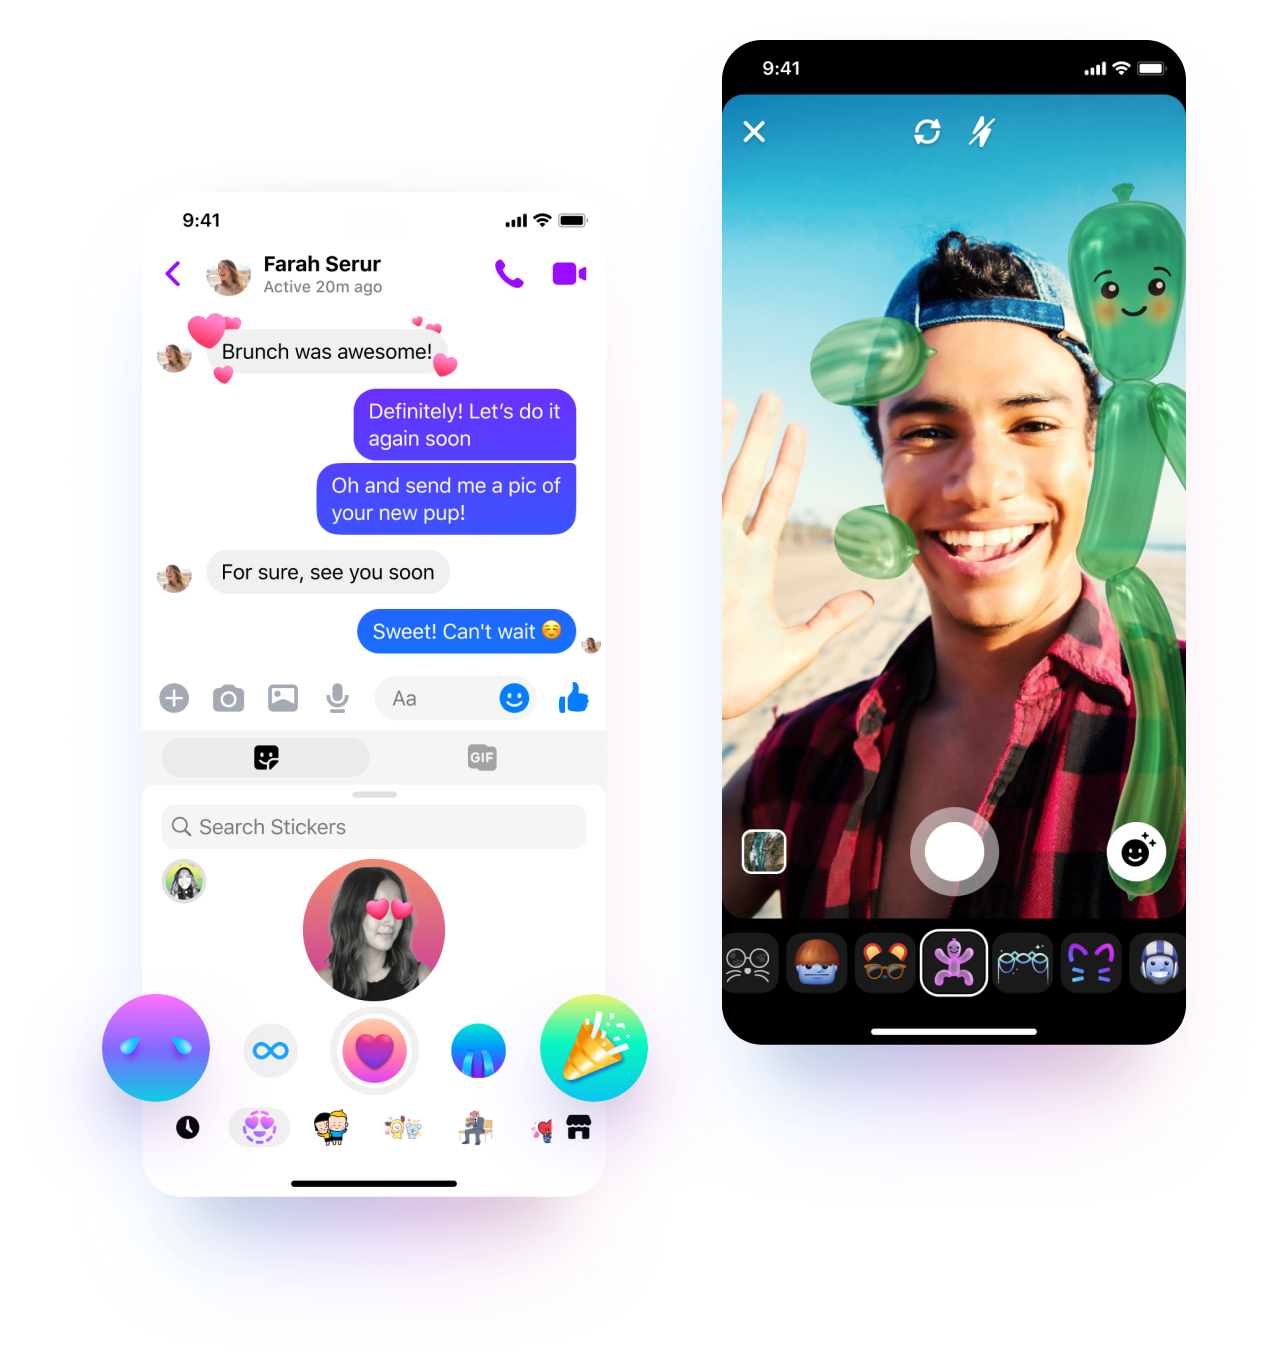 9:41
Farah Serur
Active 20m ago
Brunch was awesome!
Definitely! Let’s do it
again soon
Oh and send me a pic of
your new pup!
For sure, see you soon
Sweet! Can't wait ☺️
Aa
GIF
Search Stickers
9:41